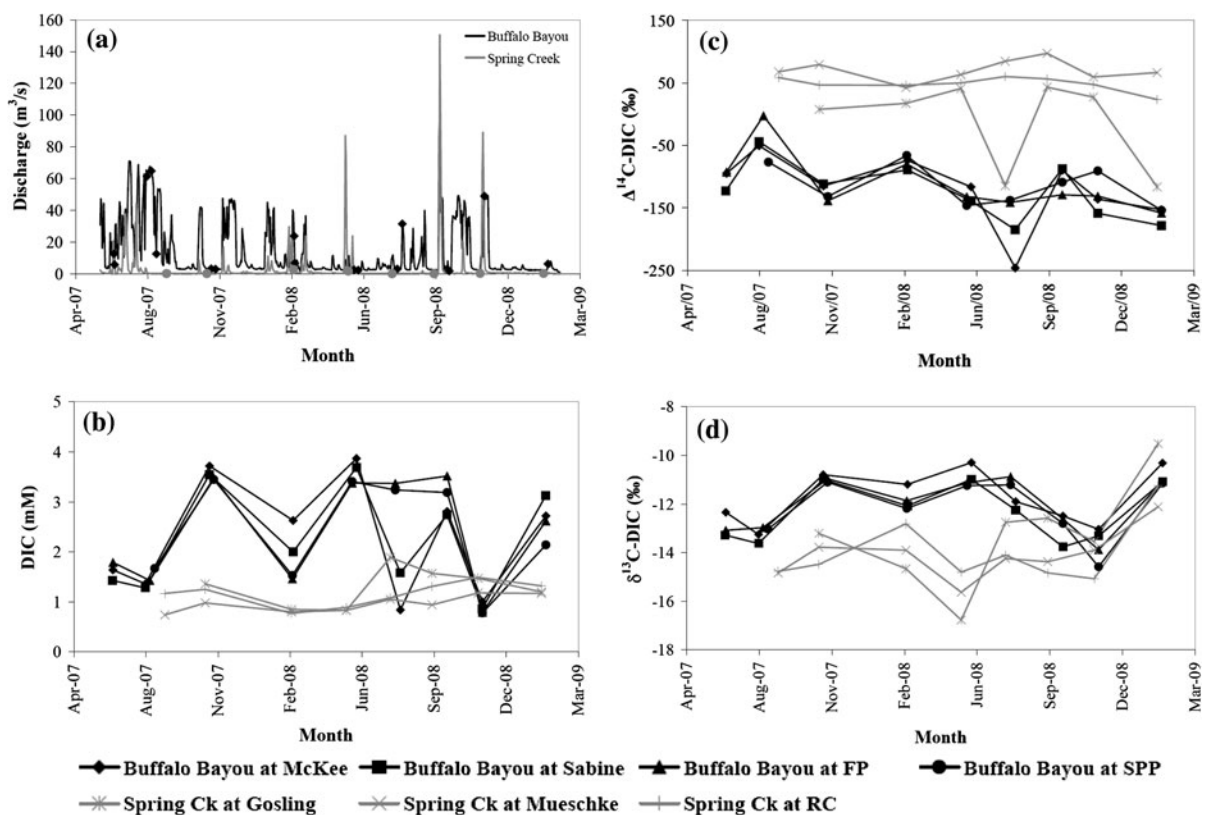 (a)
Buffalo Bayou
Spring Creek
Discharge (m³/s)
160
140
120
100
80
60
40
20
0
Apr-07
Aug-07
Nov-07
Feb-08
Jun-08
Sep-08
Dec-08
Mar-09
Month
(c)
Δ¹⁴C-DIC (‰)
150
50
-50
-150
-250
Apr/07
Aug/07
Nov/07
Feb/08
Jun/08
Sep/08
Dec/08
Mar/09
Month
(b)
DIC (mM)
5
4
3
2
1
0
Apr-07
Aug-07
Nov-07
Feb-08
Jun-08
Sep-08
Dec-08
Mar-09
Month
(d)
δ¹³C-DIC (‰)
-8
-10
-12
-14
-16
-18
Apr-07
Aug-07
Nov-07
Feb-08
Jun-08
Sep-08
Dec-08
Mar-09
Month
Buffalo Bayou at McKee Buffalo Bayou at Sabine Buffalo Bayou at FP Buffalo Bayou at SPP
Spring Ck at Gosling Spring Ck at Mueschke Spring Ck at RC